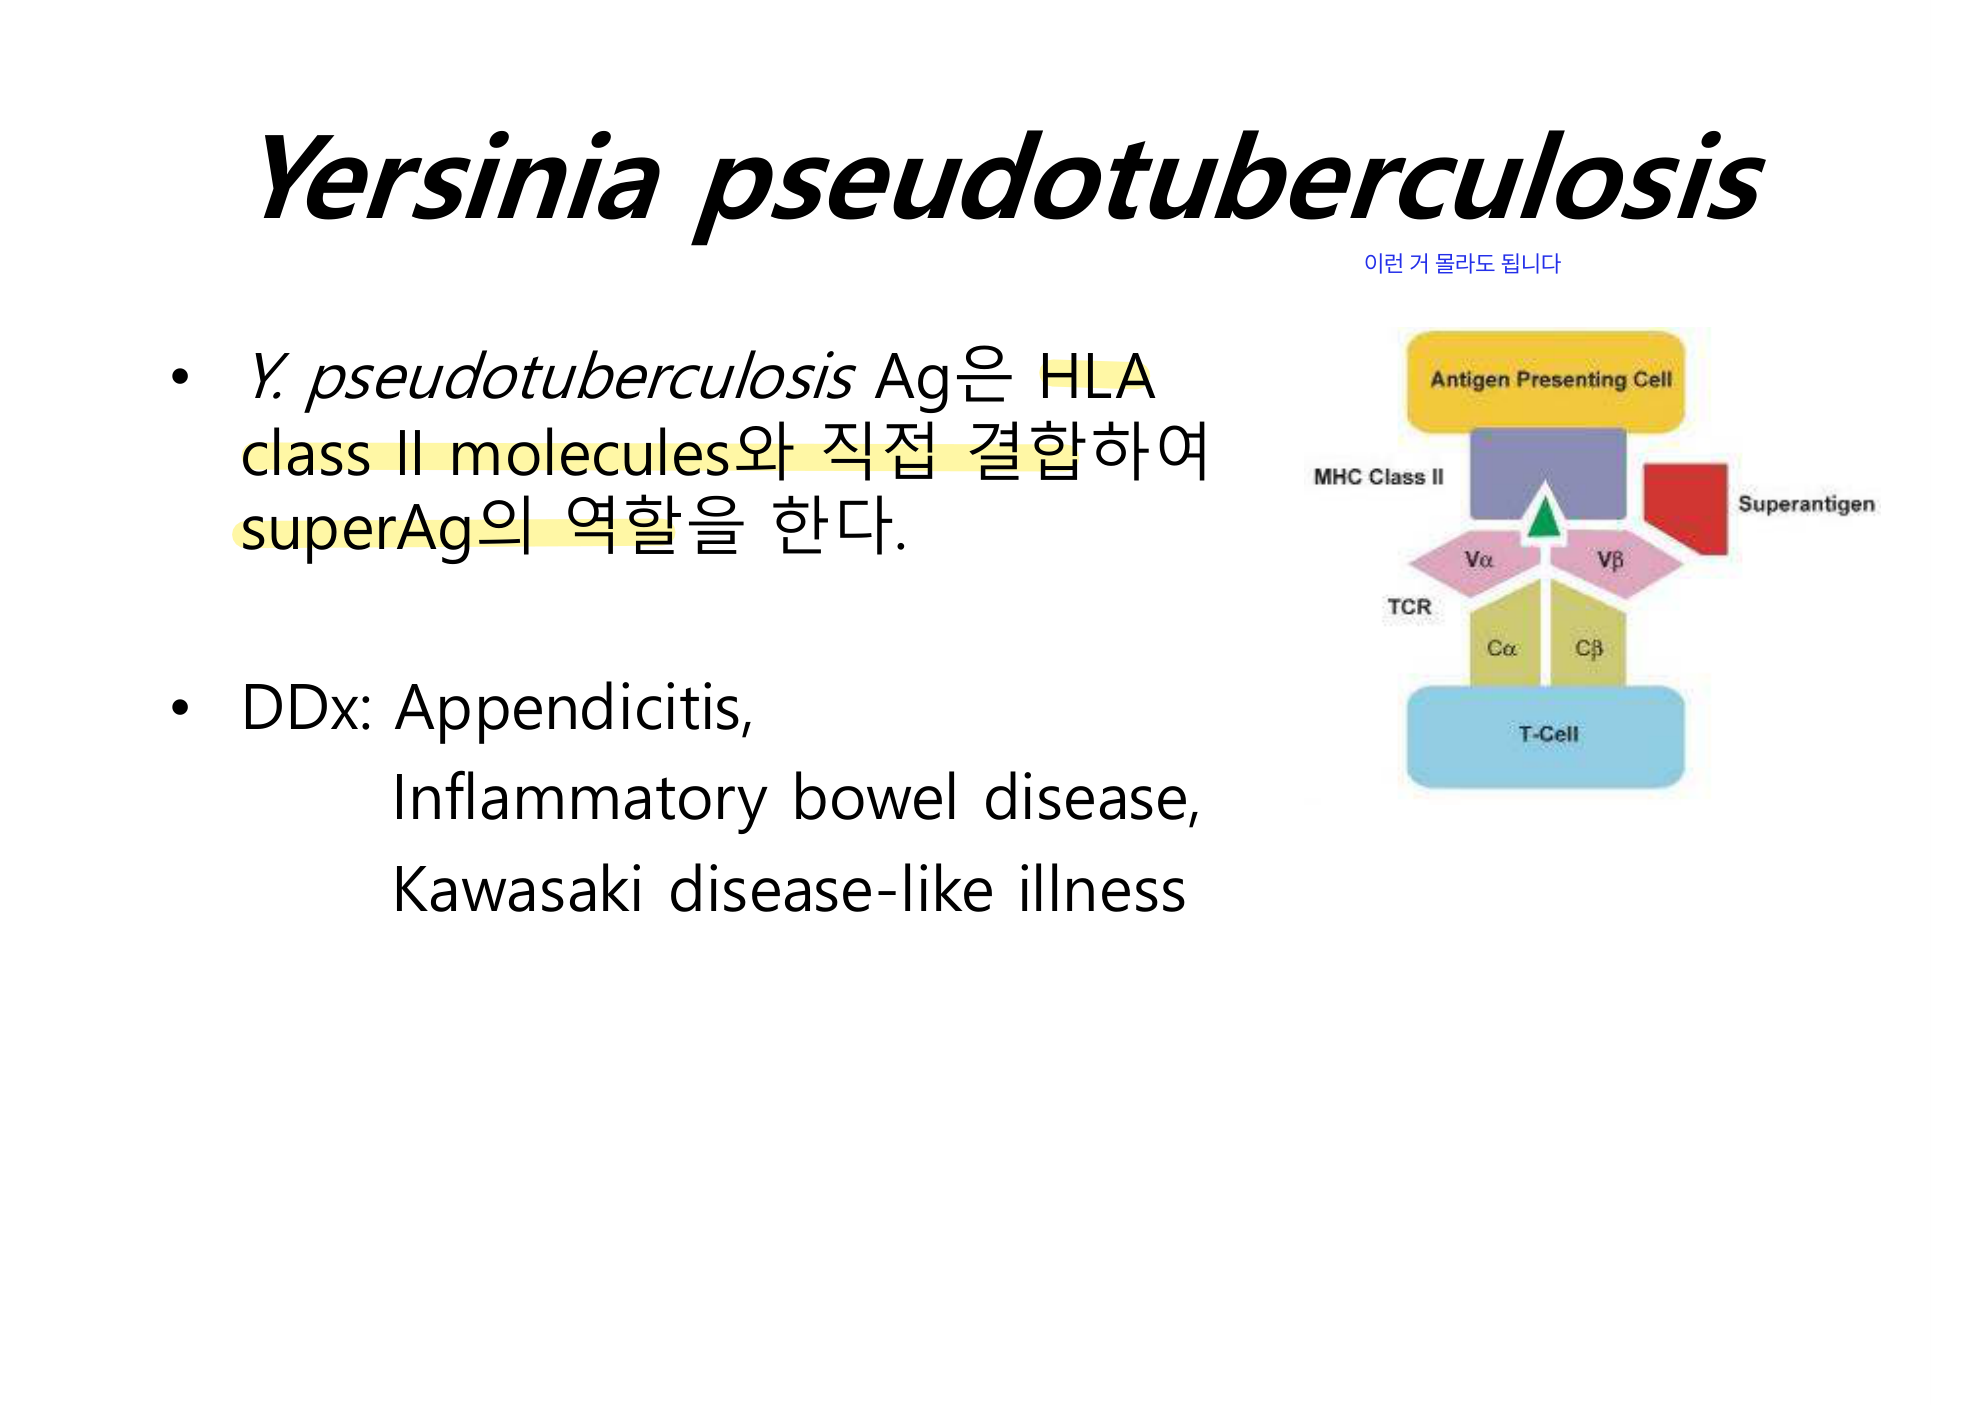 Yersinia pseudotuberculosis
이런 거 몰라도 됩니다
• Y. pseudotuberculosis Ag은 HLA
class II molecules와 직접 결합하여
superAg의 역할을 한다.
• DDx: Appendicitis,
Inflammatory bowel disease,
Kawasaki disease-like illness
Antigen Presenting Cell
MHC Class II
Superantigen
Vα Vβ
TCR
Cα Cβ
T-Cell